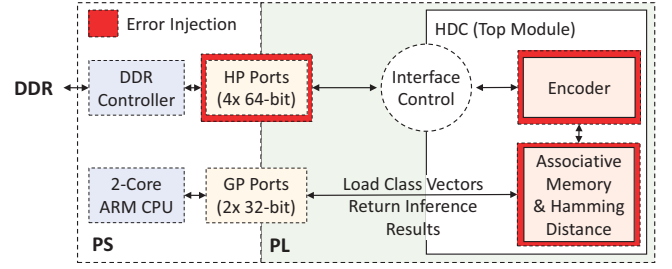 Error Injection
HDC (Top Module)
DDR
DDR
Controller
HP Ports
(4x 64-bit)
Interface
Control
Encoder
2-Core
ARM CPU
GP Ports
(2x 32-bit)
Load Class Vectors
Return Inference
Results
Associative
Memory
& Hamming
Distance
PS
PL